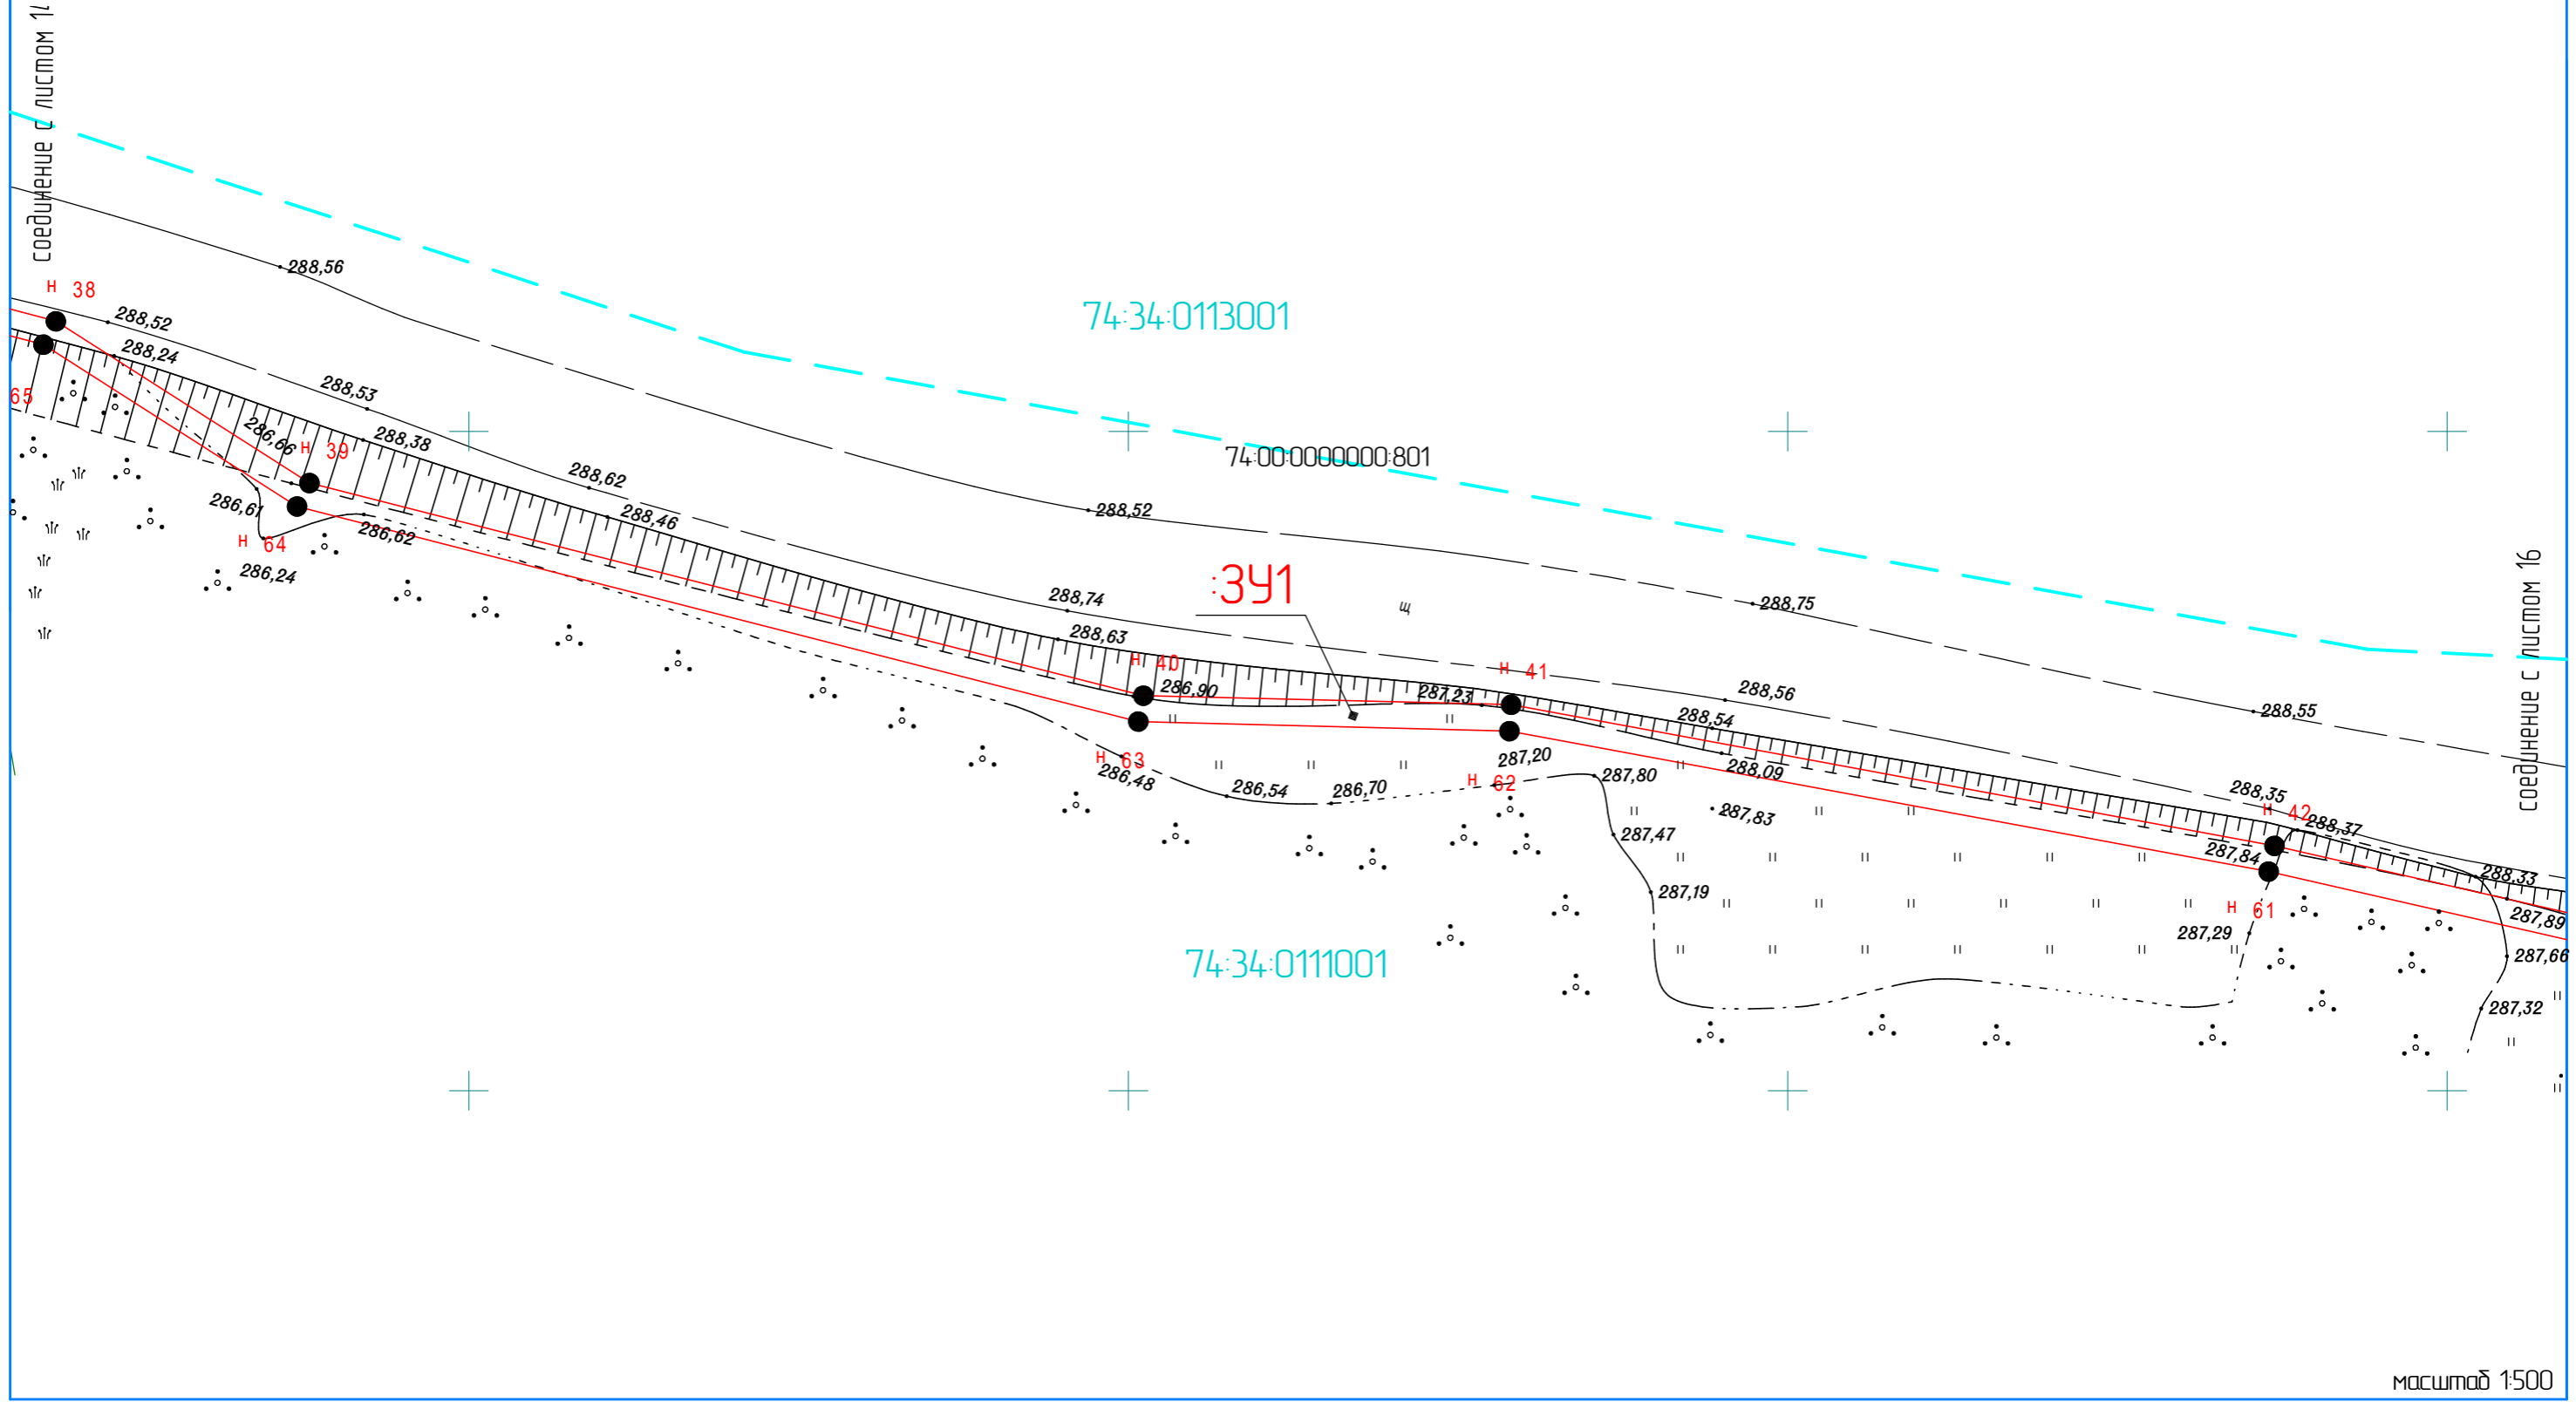 соединение с листом 14
288,56
н 38
288,52
74:34:0113001
288,24
288,53
65
288,38
286,66
н 39
74:00:0000000:801
288,62
286,61
288,52
288,46
286,62
н 64
286,24
:ЗУ1
288,74
щ
288,75
соединение с листом 16
288,63
н 40
н 41
286,90
287,23
288,56
288,55
288,54
н 63
287,20
286,48
н 62
287,80
288,09
286,54
286,70
288,35
287,83
н 42
288,37
287,47
287,84
288,33
287,19
н 61
287,89
287,29
74:34:0111001
287,66
287,32
масштаб 1:500